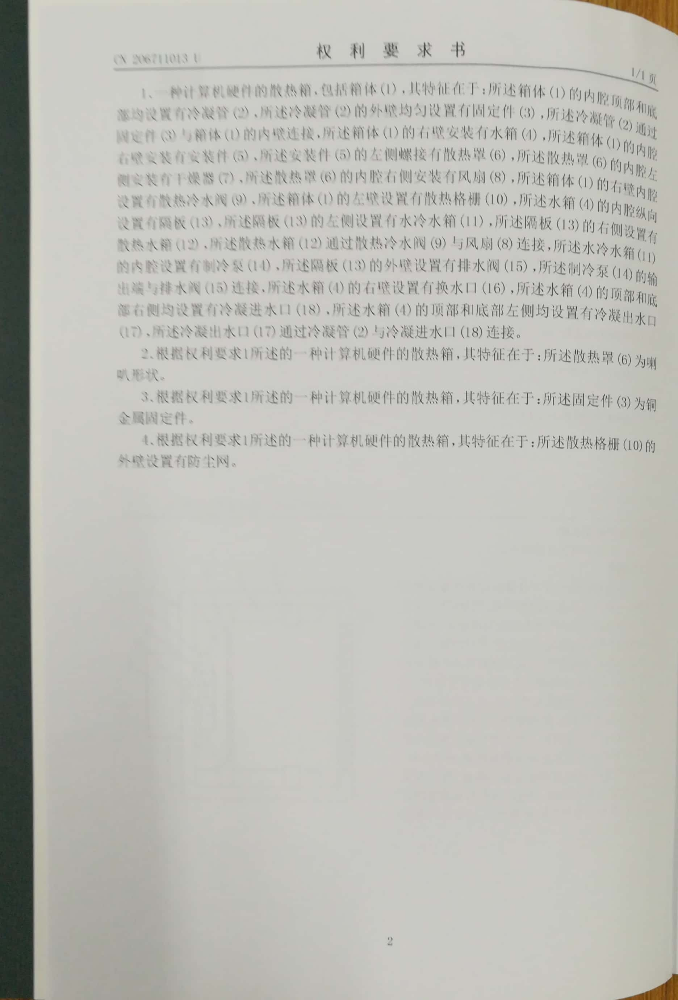 CN 206711013 U
权利要求书
1/1 页
1、一种计算机硬件的散热箱,包括箱体(1),其特征在于:所述箱体(1)的内腔顶部和底
部均设置有冷凝管(2),所述冷凝管(2)的外壁均匀设置有固定件(3),所述冷凝管(2)通过
固定件(3)与箱体(1)的内壁连接,所述箱体(1)的右壁安装有水箱(4),所述箱体(1)的内腔
右壁安装有安装件(5),所述安装件(5)的左侧螺接有散热罩(6),所述散热罩(6)的内腔左
侧安装有干燥器(7),所述散热罩(6)的内腔右侧安装有风扇(8),所述箱体(1)的右壁内腔
设置有散热冷水阀(9),所述箱体(1)的左壁设置有散热格栅(10),所述水箱(4)的内腔纵向
设置有隔板(13),所述隔板(13)的左侧设置有水冷水箱(11),所述隔板(13)的右侧设置有
散热水箱(12),所述散热水箱(12)通过散热冷水阀(9)与风扇(8)连接,所述水冷水箱(11)
的内腔设置有制冷泵(14),所述隔板(13)的外壁设置有排水阀(15),所述制冷泵(14)的输
出端与排水阀(15)连接,所述水箱(4)的右壁设置有换水口(16),所述水箱(4)的顶部和底
部右侧均设置有冷凝进水口(18),所述水箱(4)的顶部和底部左侧均设置有冷凝出水口
(17),所述冷凝出水口(17)通过冷凝管(2)与冷凝进水口(18)连接。
2、根据权利要求1所述的一种计算机硬件的散热箱,其特征在于:所述散热罩(6)为喇
叭形状。
3、根据权利要求1所述的一种计算机硬件的散热箱,其特征在于:所述固定件(3)为铜
金属固定件。
4、根据权利要求1所述的一种计算机硬件的散热箱,其特征在于:所述散热格栅(10)的
外壁设置有防尘网。
2